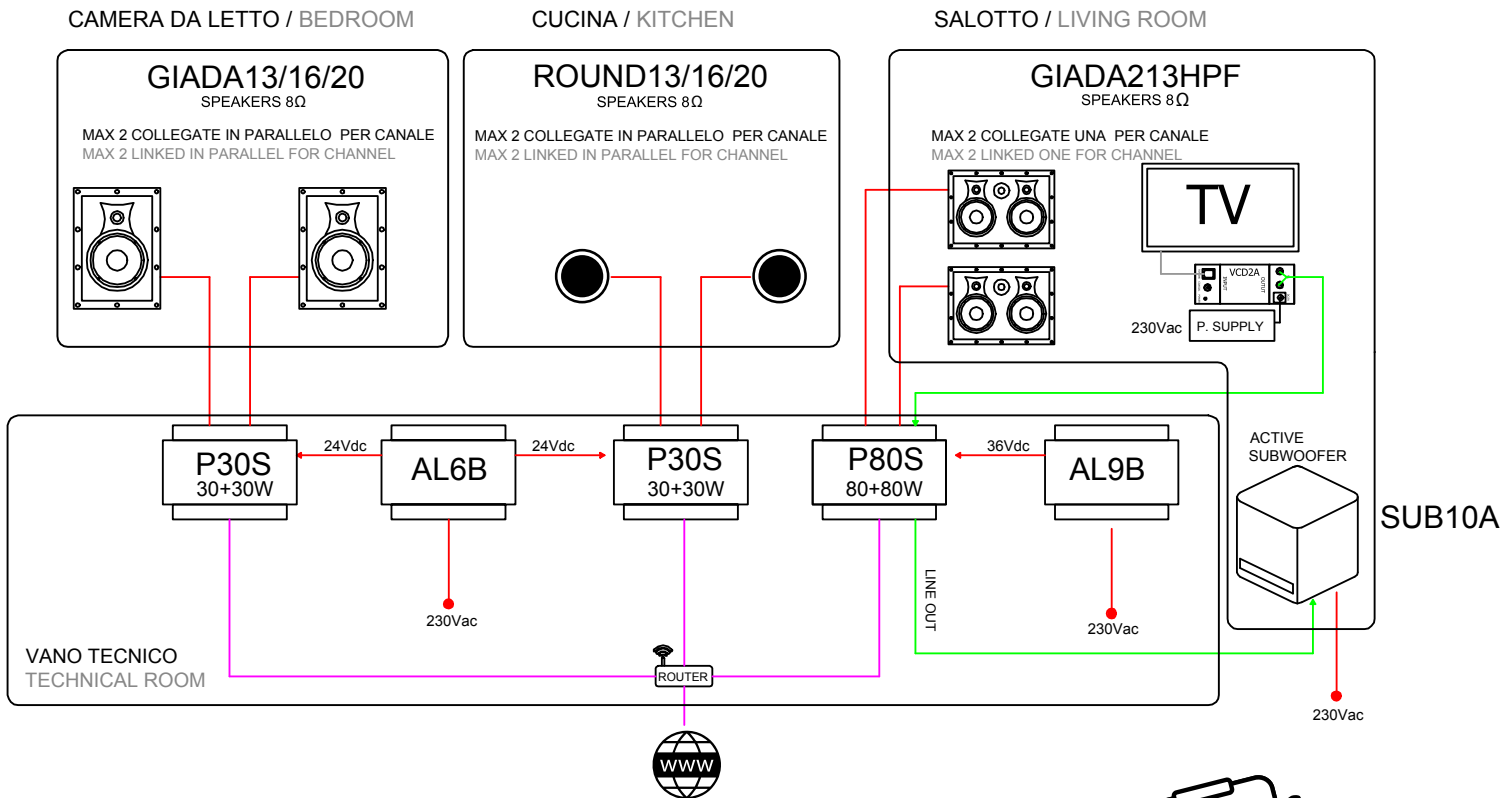 CAMERA DA LETTO / BEDROOM
CUCINA / KITCHEN
SALOTTO / LIVING ROOM
GIADA13/16/20
SPEAKERS 8Ω
MAX 2 COLLEGATE IN PARALLELO PER CANALE
MAX 2 LINKED IN PARALLEL FOR CHANNEL
ROUND13/16/20
SPEAKERS 8Ω
MAX 2 COLLEGATE IN PARALLELO PER CANALE
MAX 2 LINKED IN PARALLEL FOR CHANNEL
GIADA213HPF
SPEAKERS 8Ω
MAX 2 COLLEGATE UNA PER CANALE
MAX 2 LINKED ONE FOR CHANNEL
TV
VCD2A
INPUT
230Vac
P. SUPPLY
P30S
30+30W
24Vdc
AL6B
24Vdc
P30S
30+30W
P80S
80+80W
36Vdc
AL9B
ACTIVE
SUBWOOFER
SUB10A
230Vac
LINE OUT
230Vac
VANO TECNICO
TECHNICAL ROOM
ROUTER
230Vac
WWW